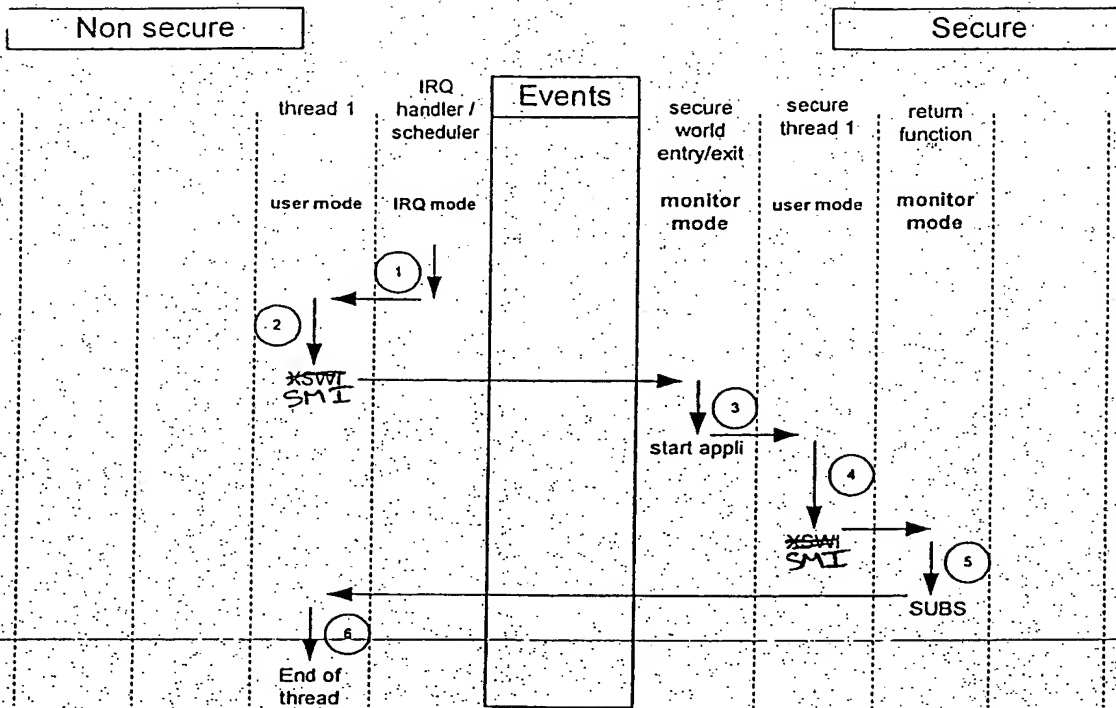 Non secure
Secure
thread 1
IRQ
handler /
scheduler
Events
secure
world
entry/exit
secure
thread 1
return
function
user mode
IRQ mode
monitor
mode
user mode
monitor
mode
1
2
XSWI
SMI
3
start appli
4
XSWI
SMI
5
SUBS
6
End of
thread